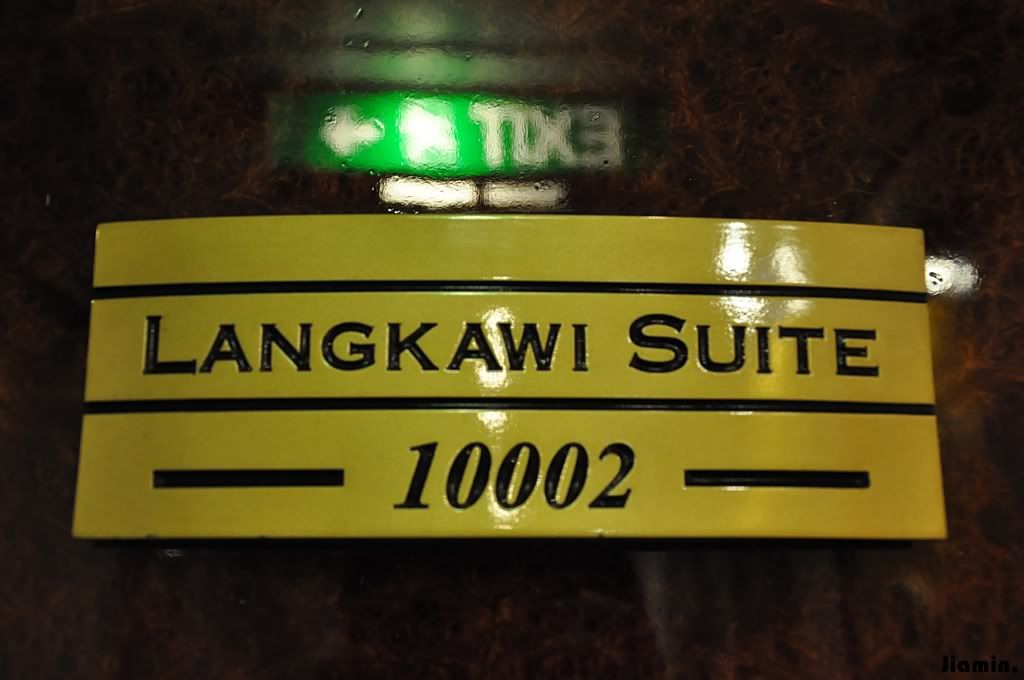 EXIT
LANGKAWI SUITE
10002
Jiamin.